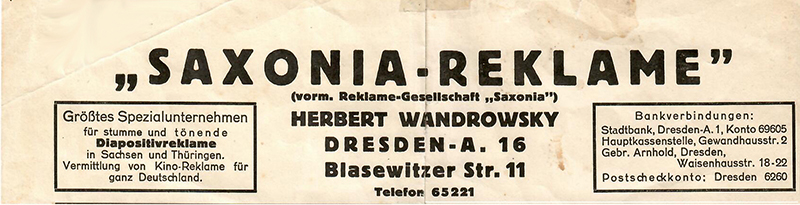 „SAXONIA-REKLAME”
(vorm. Reklame-Gesellschaft „Saxonia”)
HERBERT WANDROWSKY
DRESDEN-A. 16
Blasewitzer Str. 11
Telefon 65221
Größtes Spezialunternehmen
für stumme und tönende
Diapositivreklame
in Sachsen und Thüringen.
Vermittlung von Kino-Reklame für
ganz Deutschland.
Bankverbindungen:
Stadtbank, Dresden-A. 1, Konto 69605
Hauptkassenstelle, Gewandhausstr. 2
Gebr. Arnhold, Dresden,
Waisenhausstr. 18-22
Postscheckkonto: Dresden 6260